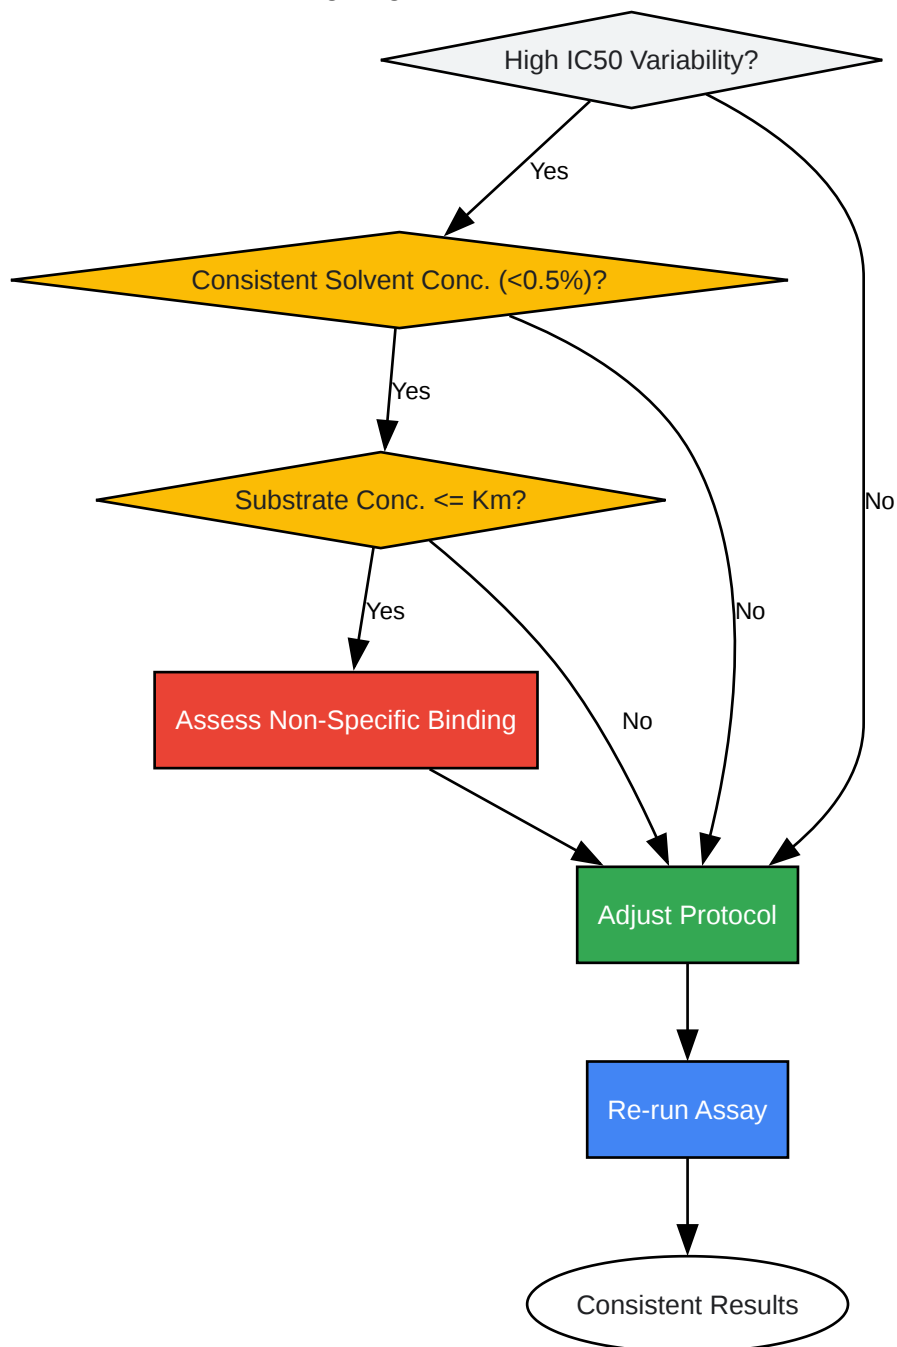 High IC50 Variability?
Yes
Consistent Solvent Conc. (<0.5%)?
Yes
Substrate Conc. <= Km?
No
Yes
No
Assess Non-Specific Binding
No
Adjust Protocol
Re-run Assay
Consistent Results